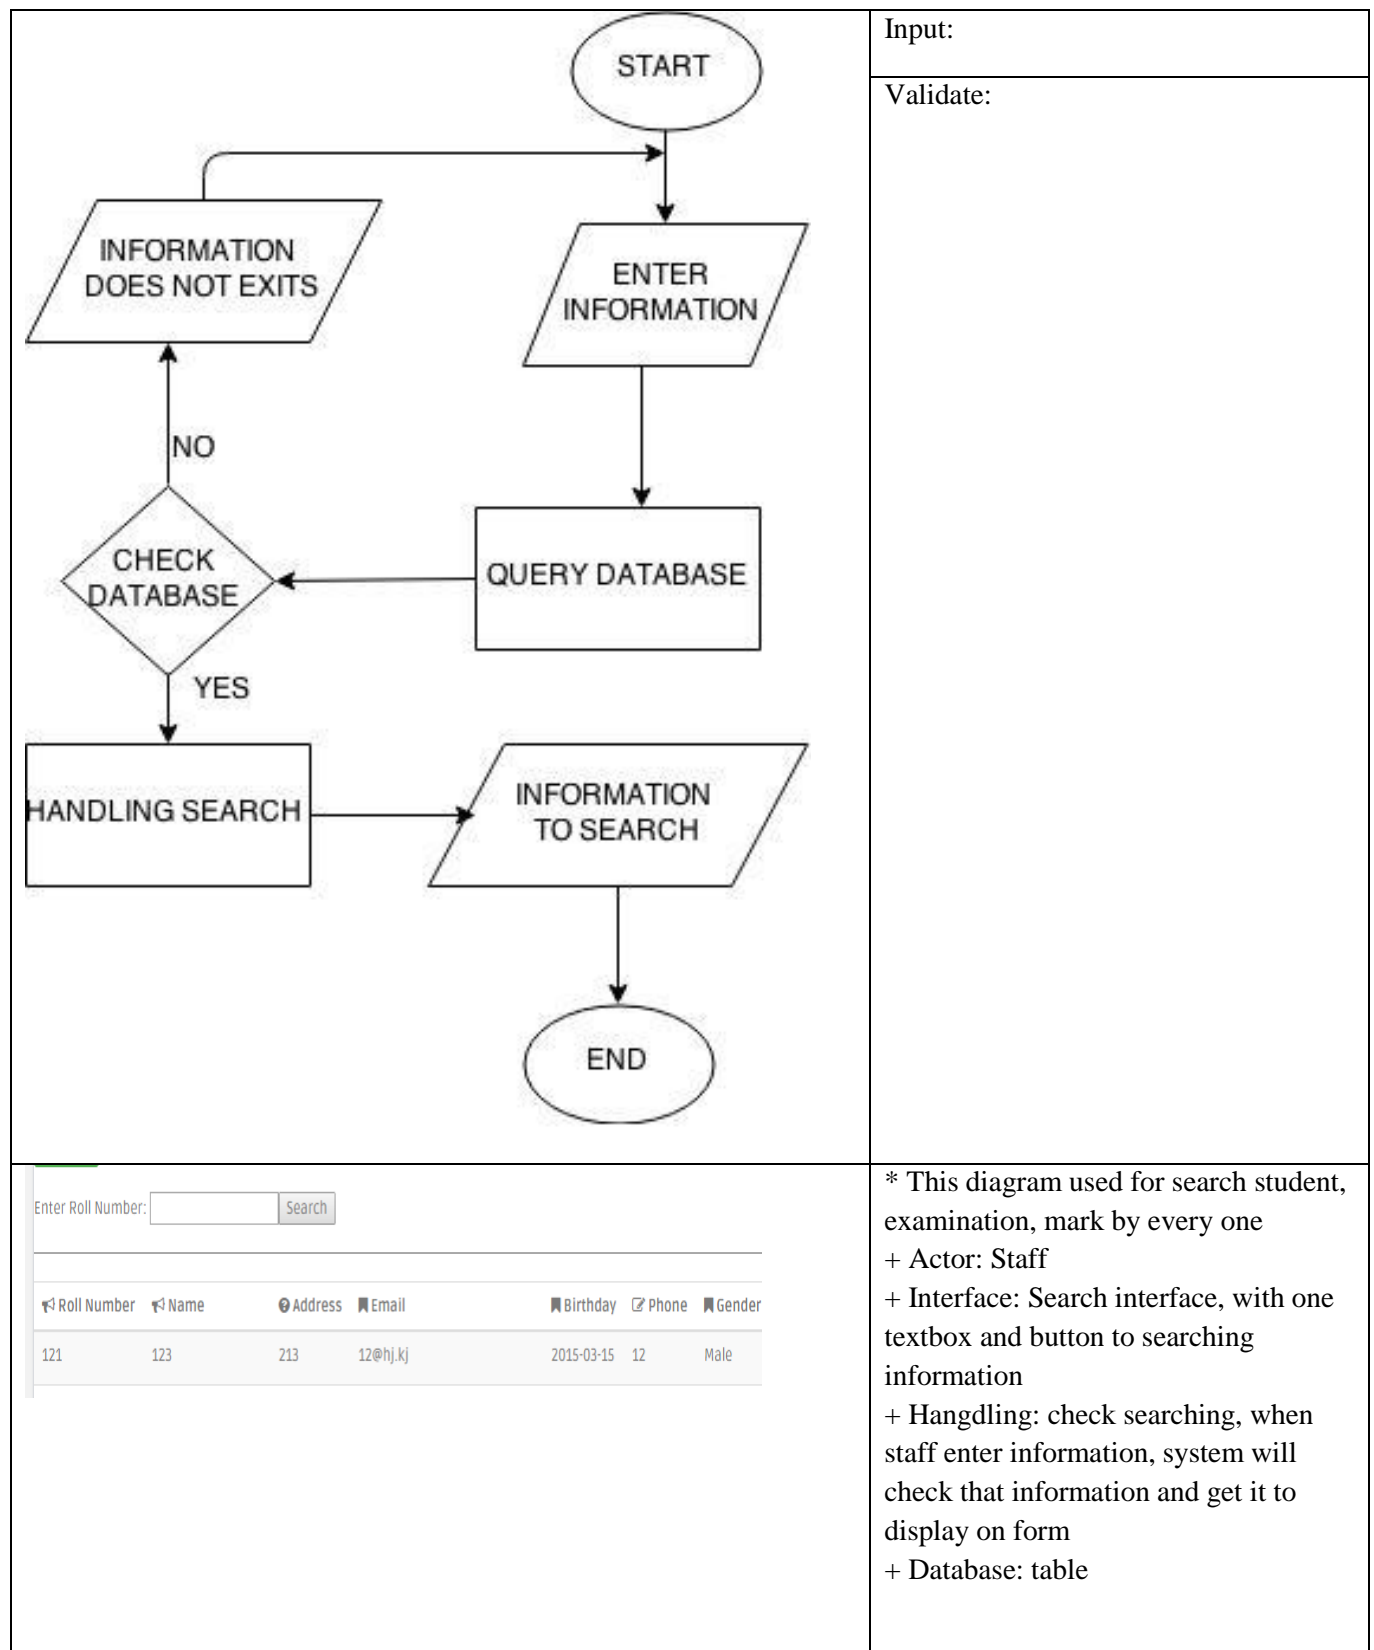 START
INFORMATION
DOES NOT EXITS
ENTER
INFORMATION
NO
CHECK
DATABASE
QUERY DATABASE
YES
HANDLING SEARCH
INFORMATION
TO SEARCH
END
Input:
Validate:
Enter Roll Number: Search
Roll Number Name Address Email Birthday Phone Gender
121 123 213 12@hj.kj 2015-03-15 12 Male
* This diagram used for search student,
examination, mark by every one
+ Actor: Staff
+ Interface: Search interface, with one
textbox and button to searching
information
+ Hangdling: check searching, when
staff enter information, system will
check that information and get it to
display on form
+ Database: table